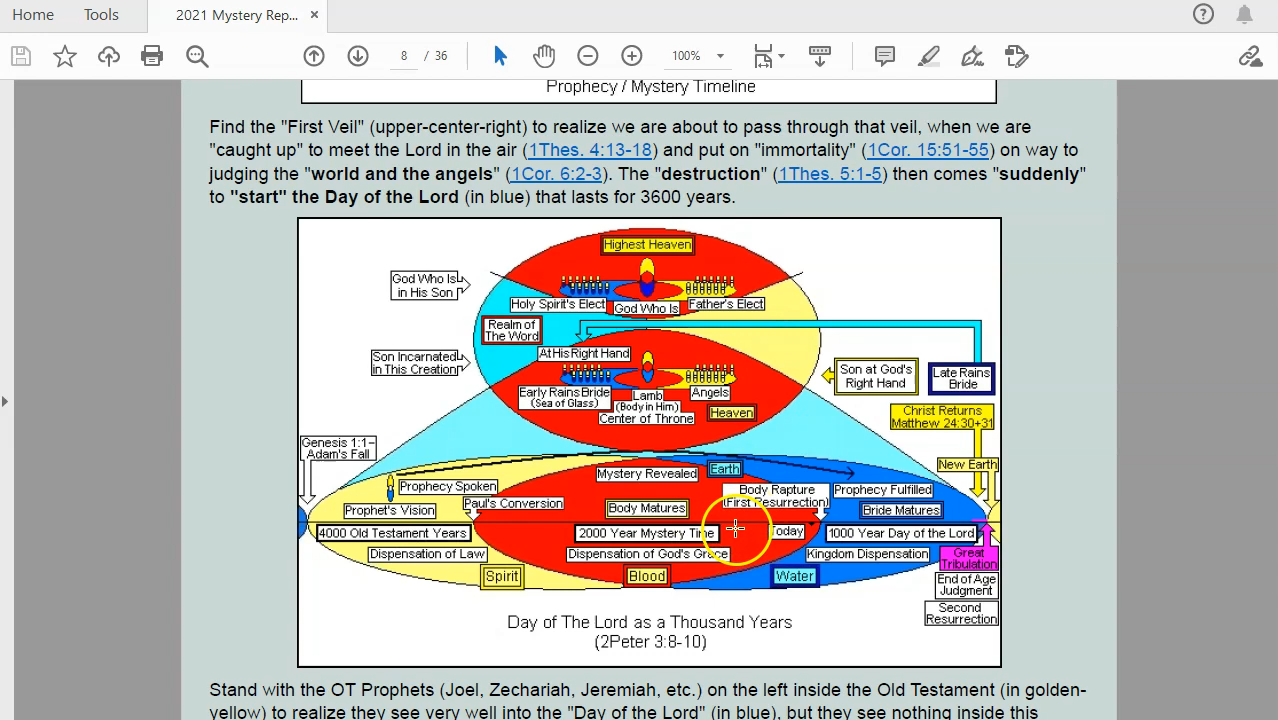 Home
Tools
2021 Mystery Rep...
×
8 / 36
100%
Prophecy / Mystery Timeline
Find the "First Veil" (upper-center-right) to realize we are about to pass through that veil, when we are
"caught up" to meet the Lord in the air (1Thes. 4:13-18) and put on "immortality" (1Cor. 15:51-55) on way to
judging the "world and the angels" (1Cor. 6:2-3). The "destruction" (1Thes. 5:1-5) then comes "suddenly"
to "start" the Day of the Lord (in blue) that lasts for 3600 years.
Highest Heaven
God Who Is
in His Son
Holy Spirit's Elect
God Who Is
Father's Elect
Realm of
The Word
At His Right Hand
Son Incarnated
in This Creation
Son at God's
Right Hand
Late Rains
Bride
Early Rains Bride
(Sea of Glass)
Lamb
(Body in Him)
Center of Throne
Angels
Heaven
Christ Returns
Matthew 24:30+31
Genesis 1:1–
Adam's Fall
New Earth
Mystery Revealed
Earth
Prophecy Spoken
Body Rapture
(First Resurrection)
Prophecy Fulfilled
Prophet's Vision
Paul's Conversion
Body Matures
Bride Matures
4000 Old Testament Years
2000 Year Mystery Time
Today
1000 Year Day of the Lord
Dispensation of Law
Dispensation of God's Grace
Kingdom Dispensation
Great
Tribulation
Spirit
Blood
Water
End of Age
Judgment
Second
Resurrection
Day of The Lord as a Thousand Years
(2Peter 3:8-10)
Stand with the OT Prophets (Joel, Zechariah, Jeremiah, etc.) on the left inside the Old Testament (in golden-
yellow) to realize they see very well into the "Day of the Lord" (in blue), but they see nothing inside this